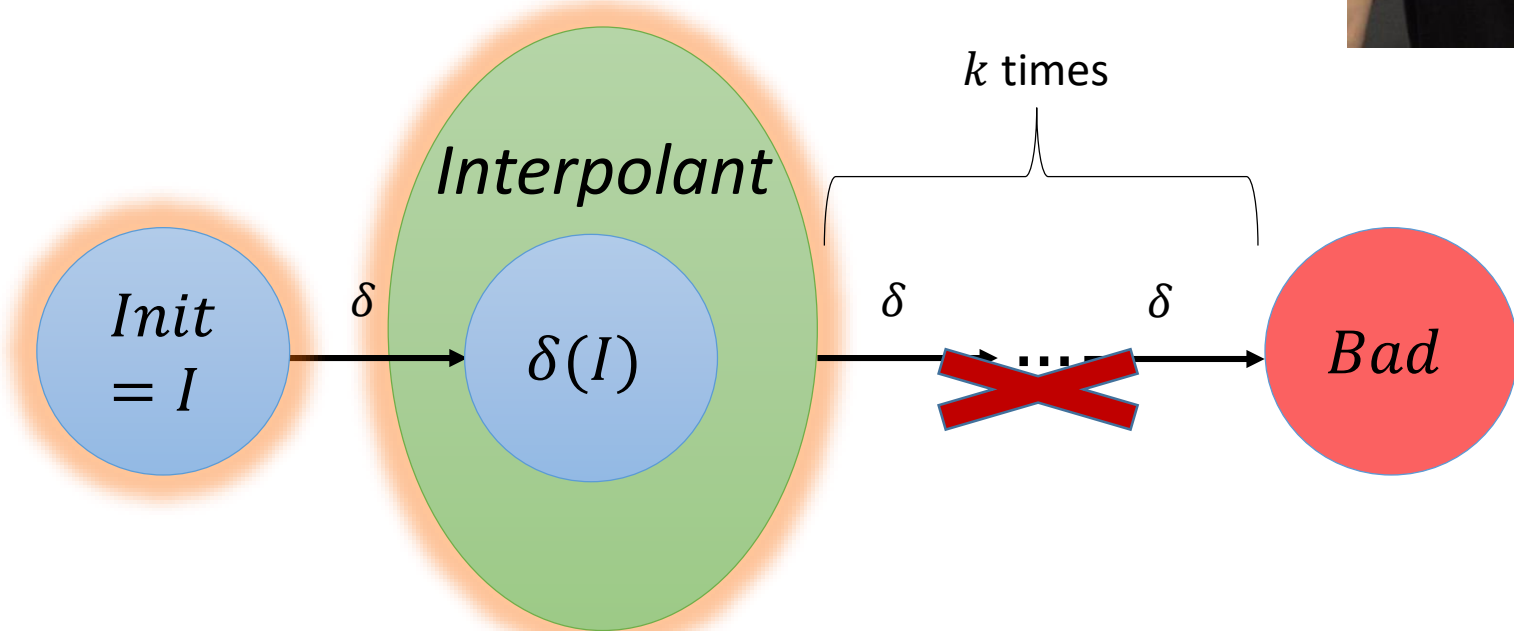 k times
Interpolant
Init
= I
δ
δ(I)
δ
...
δ
Bad